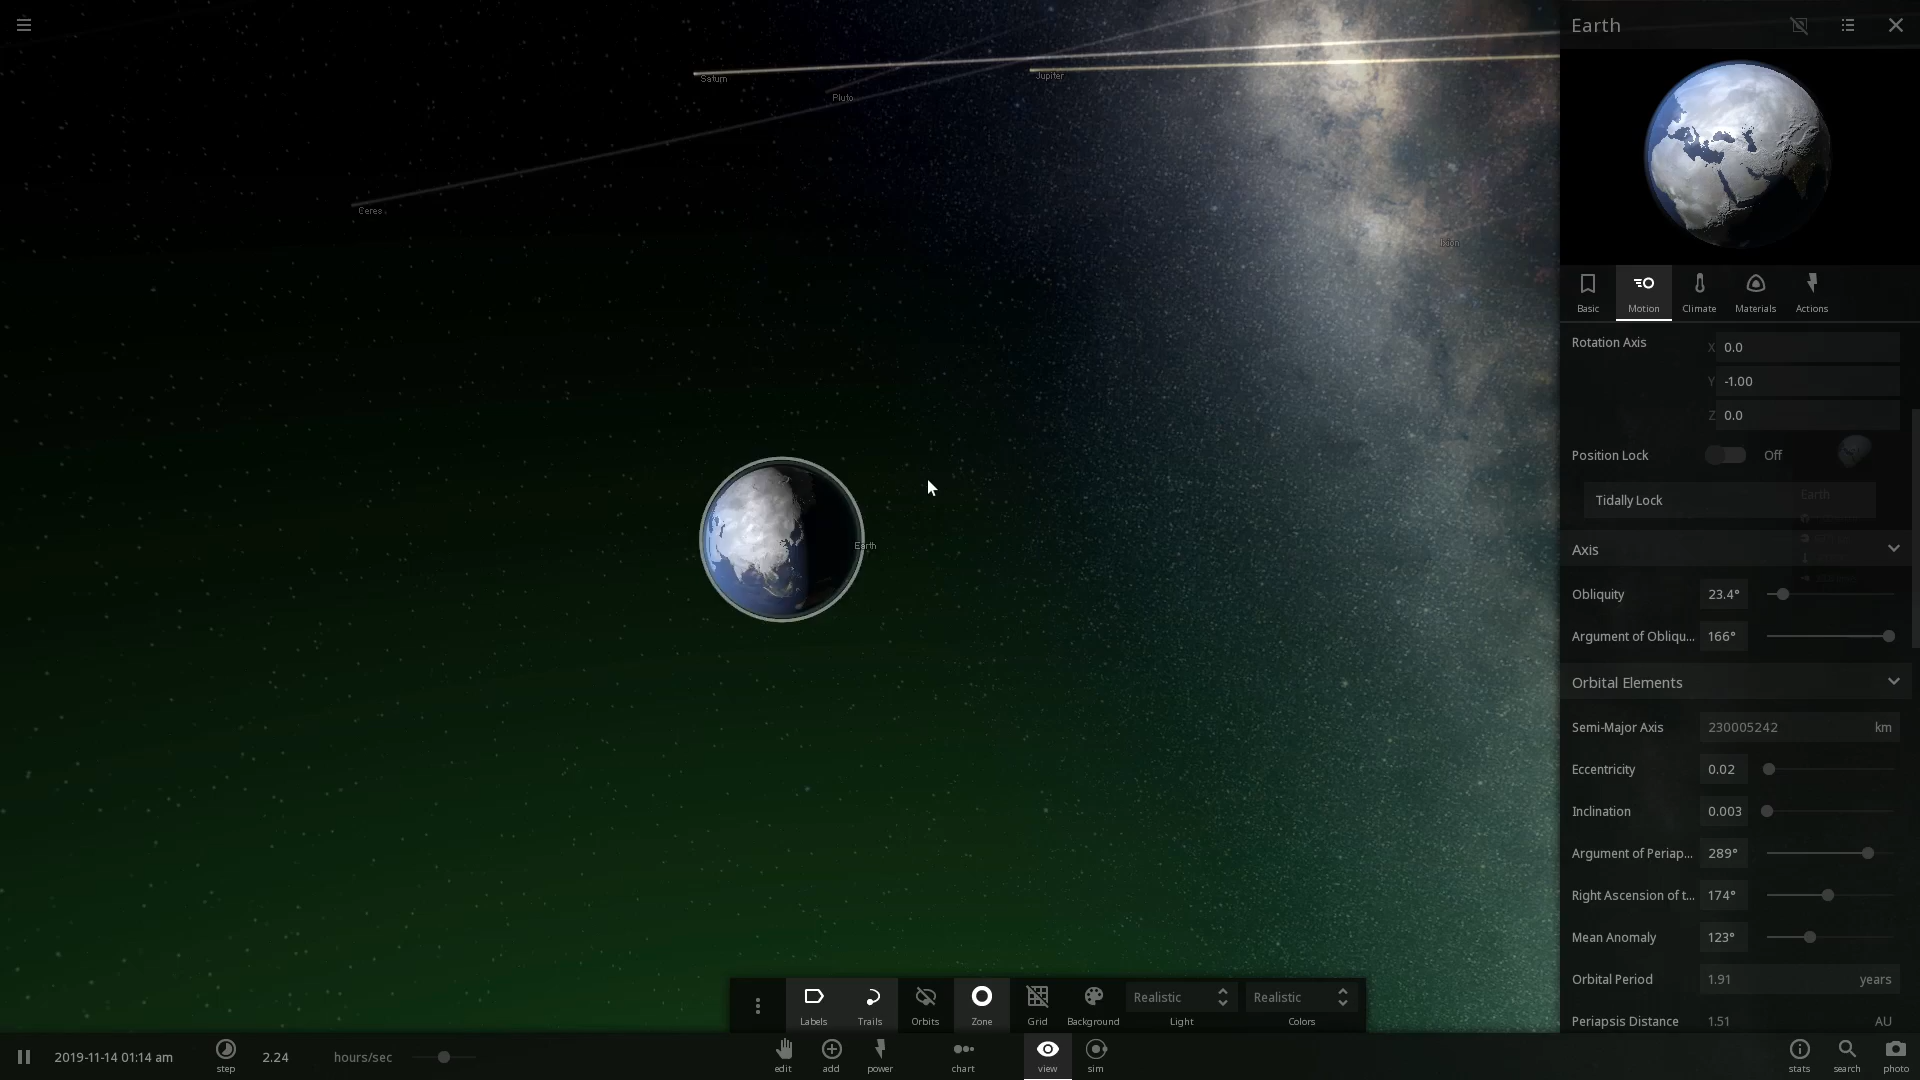 Earth
Saturn
Jupiter
Pluto
Ceres
Ixion
Earth
Basic
Motion
Climate
Materials
Actions
Rotation Axis
X 0.0
Y -1.00
Z 0.0
Position Lock Off
Tidally Lock
Earth
Axis
Obliquity 23.4°
Argument of Obliqu... 166°
Orbital Elements
Semi-Major Axis 230005242 km
Eccentricity 0.02
Inclination 0.003
Argument of Periap... 289°
Right Ascension of t... 174°
Mean Anomaly 123°
Orbital Period 1.91 years
Periapsis Distance 1.51 AU
Labels
Trails
Orbits
Zone
Grid
Background
Realistic
Light
Realistic
Colors
2019-11-14 01:14 am
step
2.24 hours/sec
edit
add
power
chart
view
sim
stats
search
photo